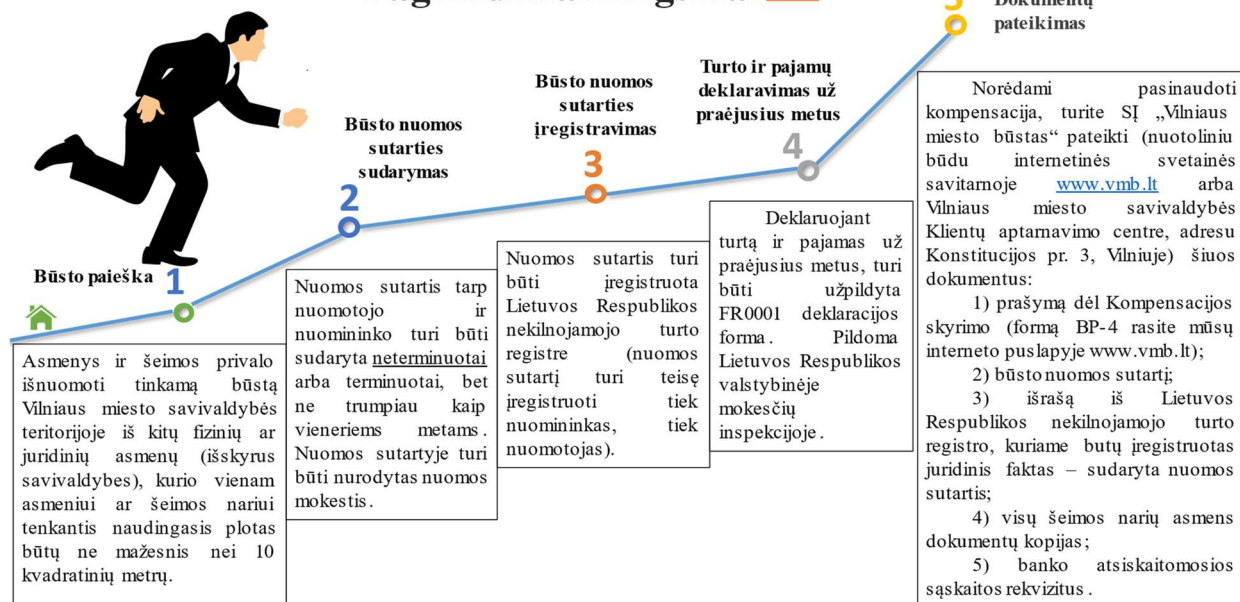 5
Dokumentų
pateikimas
Turto ir pajamų
deklaravimas už
praėjusius metus
4
Būsto nuomos
sutarties
įregistravimas
3
Būsto nuomos
sutarties
sudarymas
2
Būsto paieška
1
Asmenys ir šeimos privalo
išnuomoti tinkamą būstą
Vilniaus miesto savivaldybės
teritorijoje iš kitų fizinių ar
juridinių asmenų (išskyrus
savivaldybes), kurio vienam
asmeniui ar šeimos nariui
tenkantis naudingasis plotas
būtų ne mažesnis nei 10
kvadratinių metrų.
Nuomos sutartis tarp
nuomotojo ir
nuomininko turi būti
sudaryta neterminuotai
arba terminuotai, bet
ne trumpiau kaip
vieneriems metams.
Nuomos sutartyje turi
būti nurodytas nuomos
mokestis.
Nuomos sutartis turi
būti įregistruota
Lietuvos Respublikos
nekilnojamojo turto
registre (nuomos
sutartį turi teisę
įregistruoti tiek
nuomininkas, tiek
nuomotojas).
Deklaruojant
turtą ir pajamas už
praėjusius metus, turi
būti užpildyta
FR0001 deklaracijos
forma. Pildoma
Lietuvos Respublikos
valstybinėje
mokesčių
inspekcijoje.
Norėdami pasinaudoti
kompensacija, turite SĮ „Vilniaus
miesto būstas“ pateikti (nuotoliniu
būdu internetinės svetainės
savitarnoje www.vmb.lt arba
Vilniaus miesto savivaldybės
Klientų aptarnavimo centre, adresu
Konstitucijos pr. 3, Vilniuje) šiuos
dokumentus:
1) prašymą dėl Kompensacijos
skyrimo (formą BP-4 rasite mūsų
interneto puslapyje www.vmb.lt);
2) būsto nuomos sutartį;
3) išrašą iš Lietuvos
Respublikos nekilnojamojo turto
registro, kuriame butų įregistruotas
juridinis faktas – sudaryta nuomos
sutartis;
4) visų šeimos narių asmens
dokumentų kopijas;
5) banko atsiskaitomosios
sąskaitos rekvizitus.